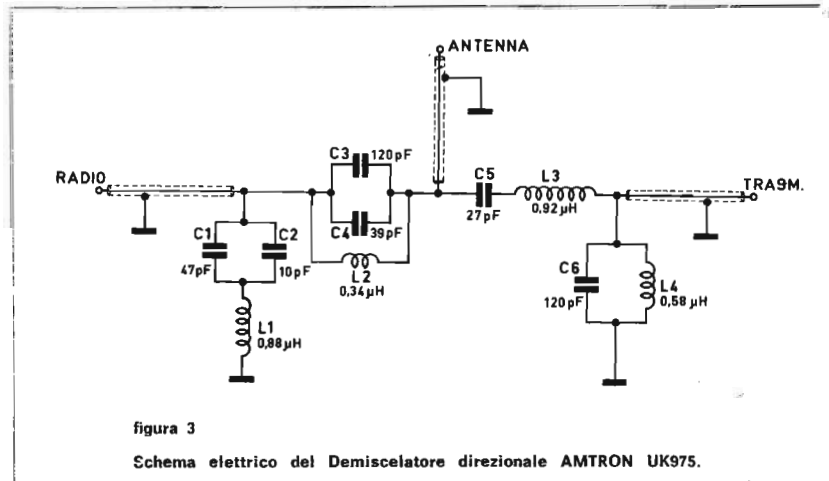 ANTENNA
RADIO
C3
120pF
C4
39pF
L2
0,34µH
C1
47pF
C2
10pF
L1
0,88µH
C5
27pF
L3
0,92µH
TRA9M.
C6
120pF
L4
0,58µH
figura 3
Schema elettrico del Demiscelatore direzionale AMTRON UK975.